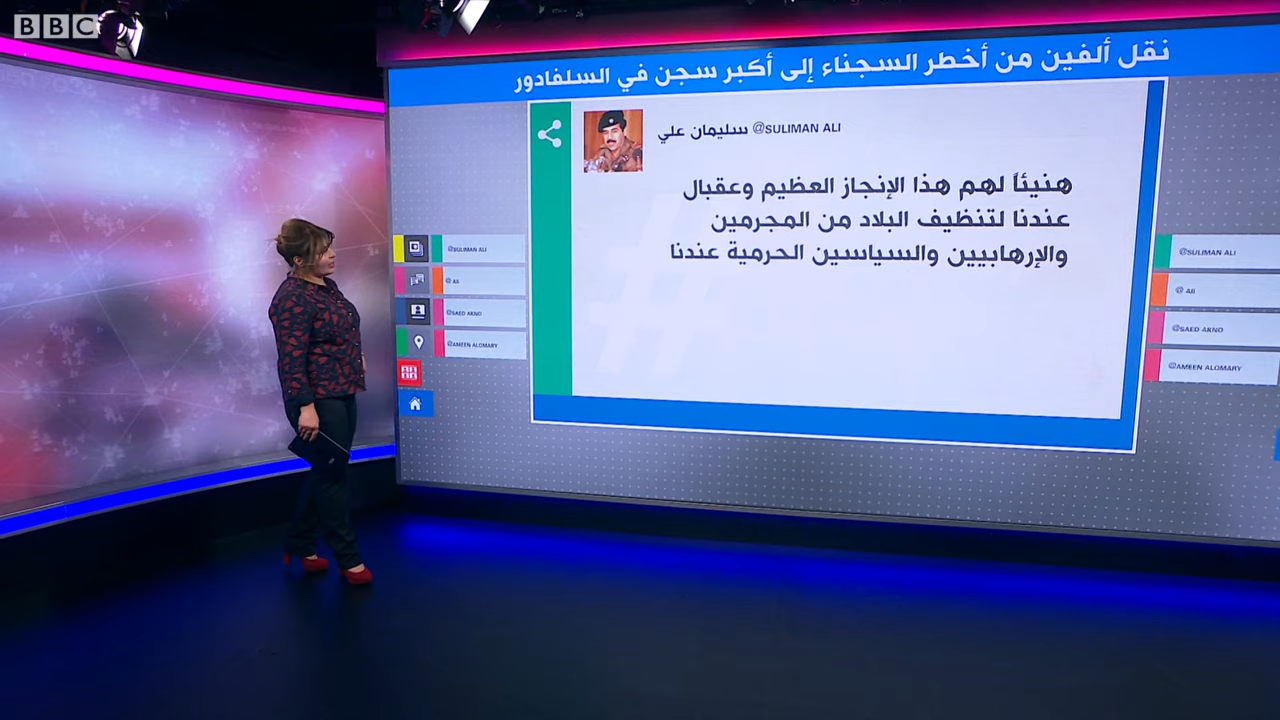 BBC
نقل ألفين من أخطر السجناء إلى أكبر سجن في السلفادور
سليمان علي @SULIMAN ALI
هنيئاً لهم هذا الإنجاز العظيم وعقبال
عندنا لتنظيف البلاد من المجرمين
والإرهابيين والسياسين الحرمية عندنا
@SULIMAN ALI
@ Ali
@SAED AKNO
@AMEEN ALOMARY
@SULIMAN ALI
@ Ali
@SAED AKNO
@AMEEN ALOMARY